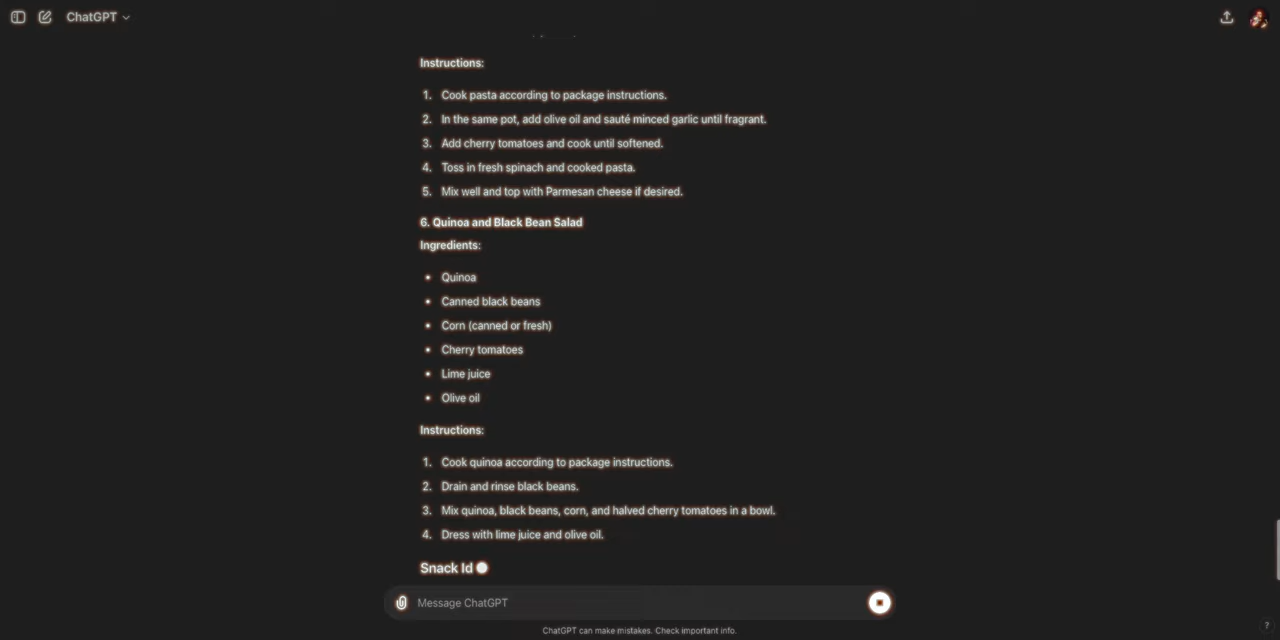 ChatGPT
Instructions:
1. Cook pasta according to package instructions.
2. In the same pot, add olive oil and sauté minced garlic until fragrant.
3. Add cherry tomatoes and cook until softened.
4. Toss in fresh spinach and cooked pasta.
5. Mix well and top with Parmesan cheese if desired.
6. Quinoa and Black Bean Salad
Ingredients:
• Quinoa
• Canned black beans
• Corn (canned or fresh)
• Cherry tomatoes
• Lime juice
• Olive oil
Instructions:
1. Cook quinoa according to package instructions.
2. Drain and rinse black beans.
3. Mix quinoa, black beans, corn, and halved cherry tomatoes in a bowl.
4. Dress with lime juice and olive oil.
Snack Id
Message ChatGPT
ChatGPT can make mistakes. Check important info.
?